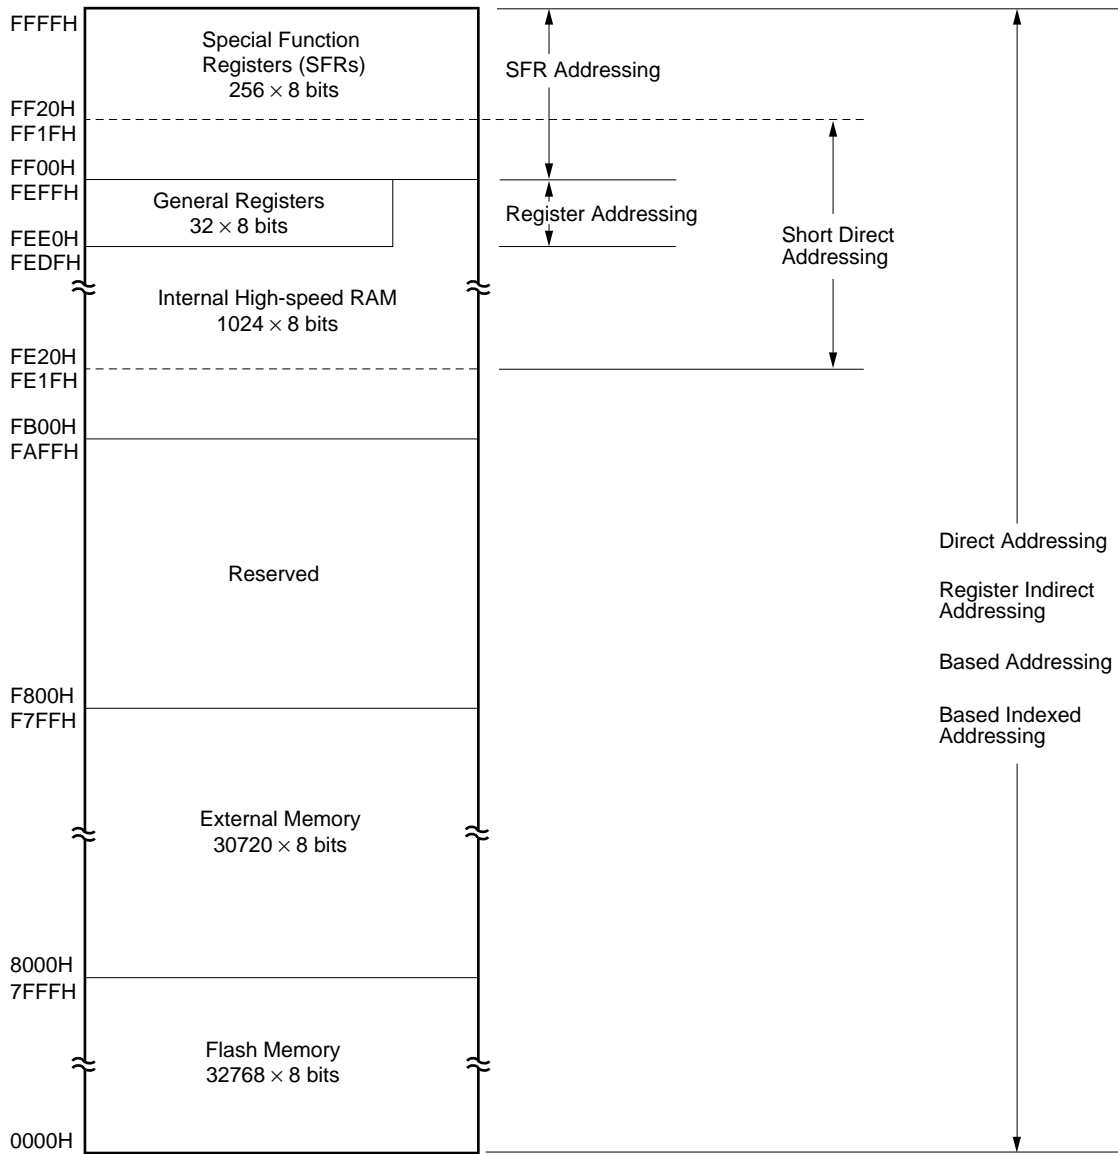 FFFFH
Special Function
Registers (SFRs)
256 × 8 bits
SFR Addressing
FF20H
FF1FH
FF00H
FEFFH
General Registers
32 × 8 bits
Register Addressing
Short Direct
Addressing
FEE0H
FEDFH
Internal High-speed RAM
1024 × 8 bits
FE20H
FE1FH
FB00H
FAFFH
Reserved
Direct Addressing
Register Indirect
Addressing
Based Addressing
Based Indexed
Addressing
F800H
F7FFH
External Memory
30720 × 8 bits
8000H
7FFFH
Flash Memory
32768 × 8 bits
0000H